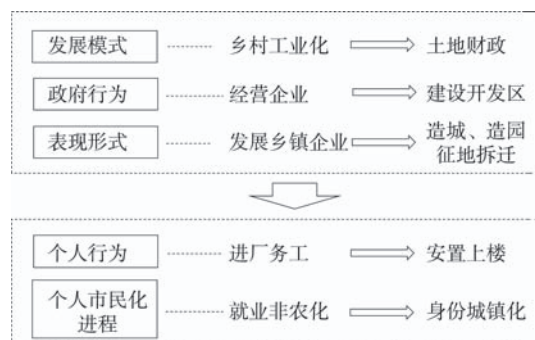 发展模式 乡村工业化 土地财政
政府行为 经营企业 建设开发区
表现形式 发展乡镇企业 造城、造园
征地拆迁
个人行为 进厂务工 安置上楼
个人市民化
进程 就业非农化 身份城镇化